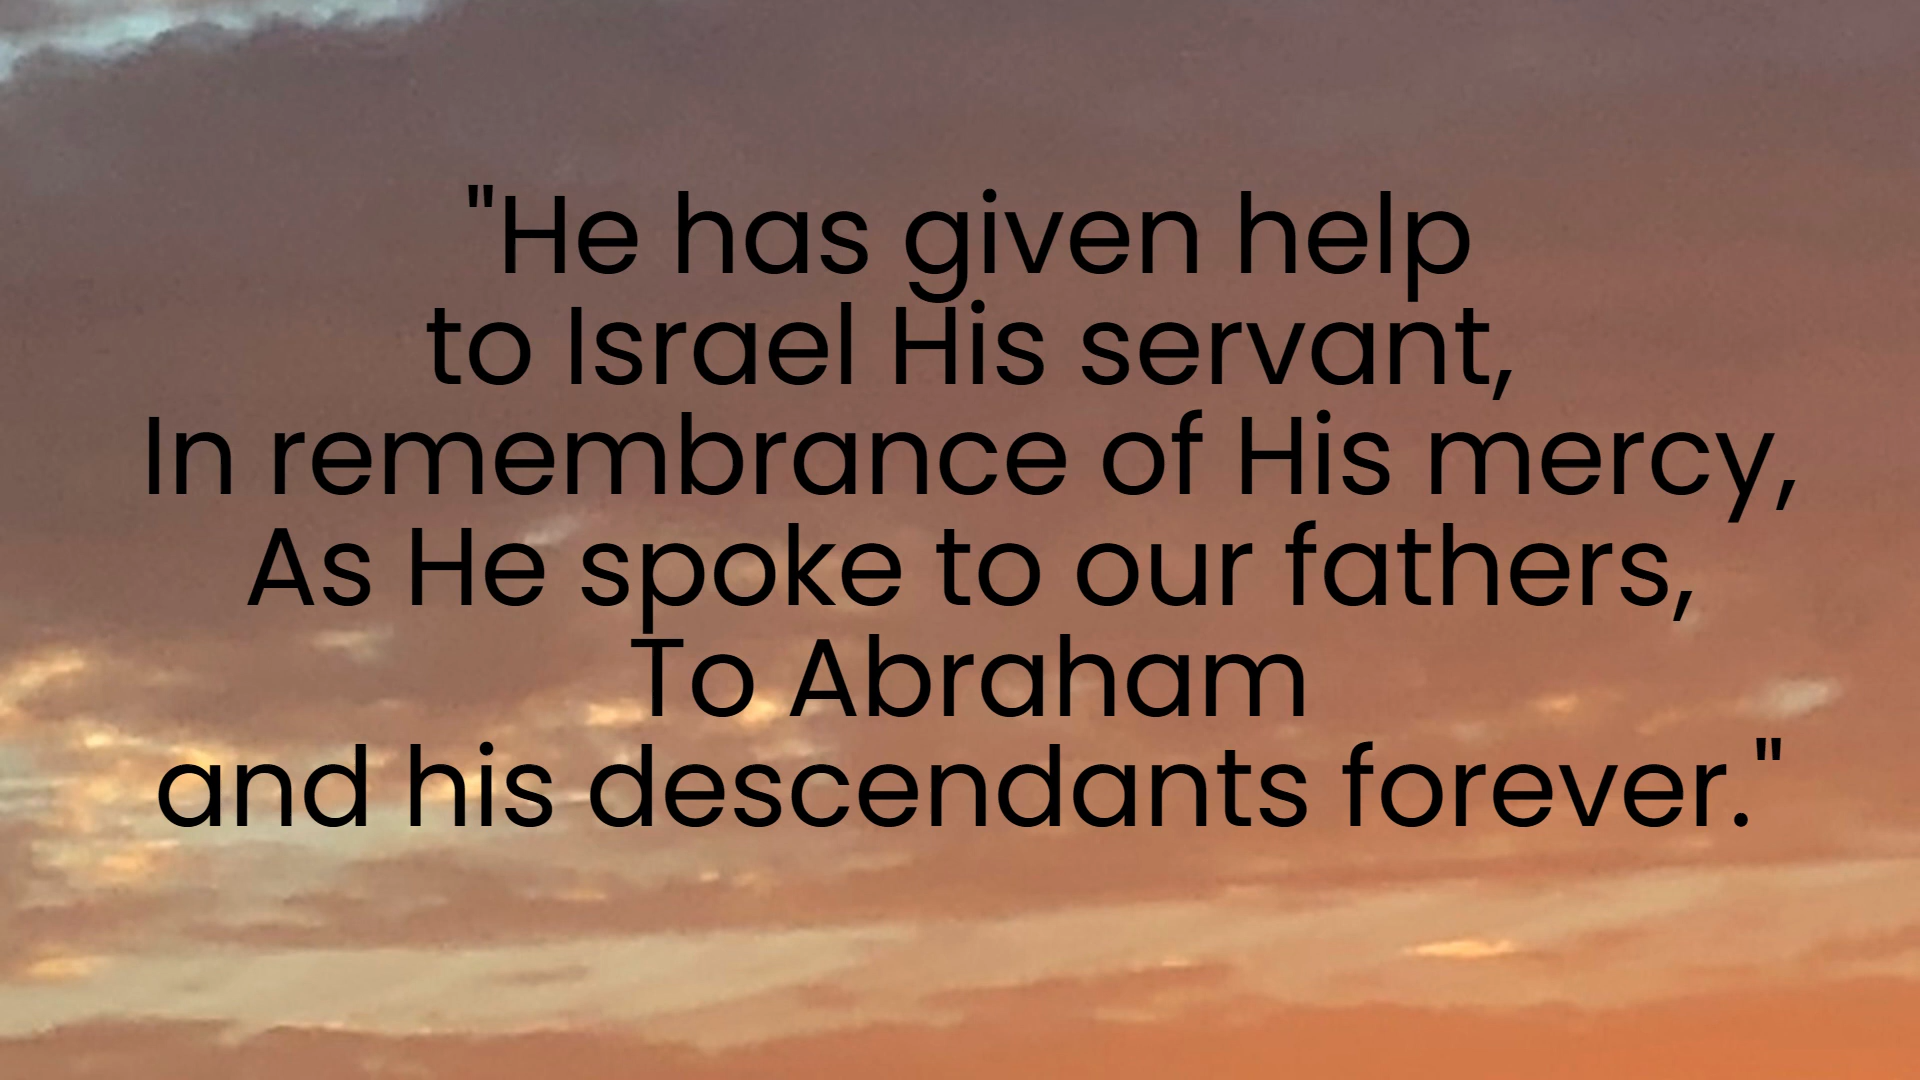 "He has given help
to Israel His servant,
In remembrance of His mercy,
As He spoke to our fathers,
To Abraham
and his descendants forever."